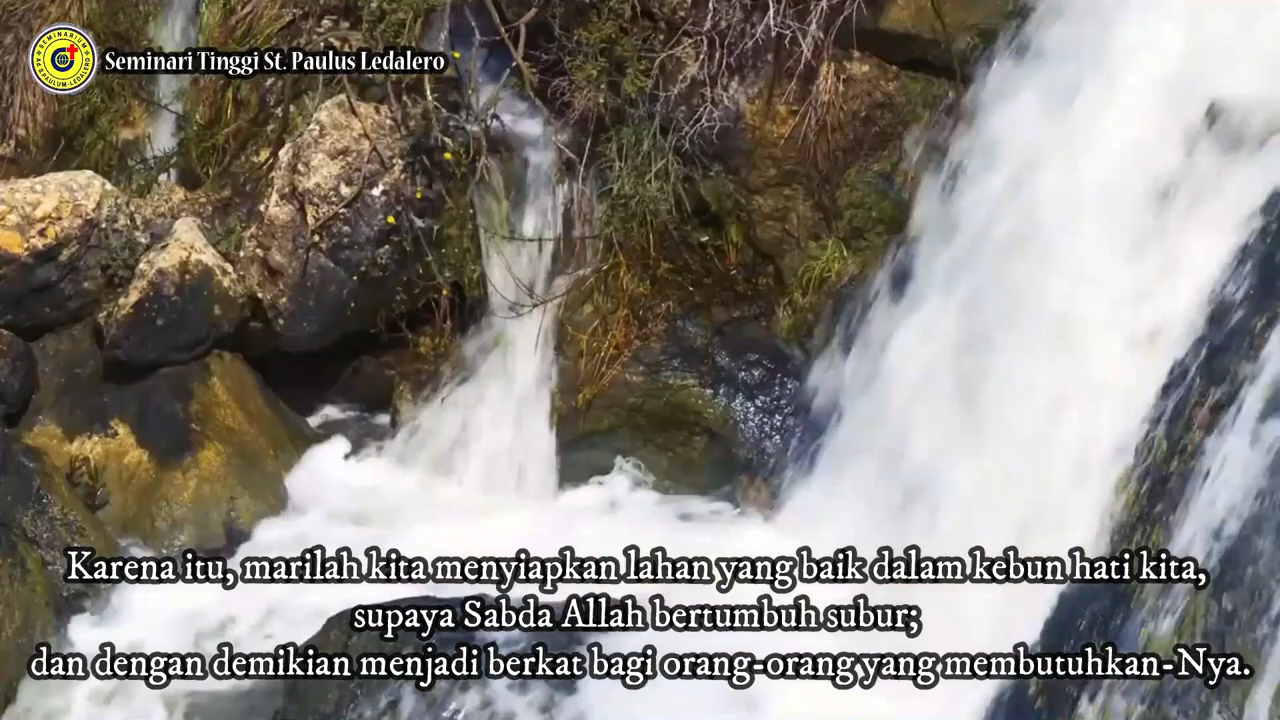 SEMINARIUM
Seminari Tinggi St. Paulus Ledalero
Karena itu, marilah kita menyiapkan lahan yang baik dalam kebun hati kita,
supaya Sabda Allah bertumbuh subur;
dan dengan demikian menjadi berkat bagi orang-orang yang membutuhkan-Nya.